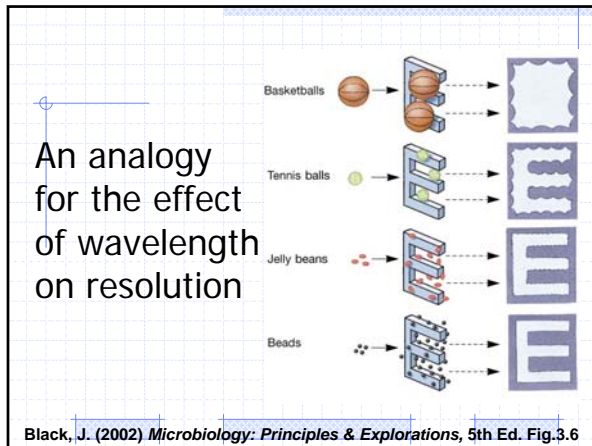 An analogy
for the effect
of wavelength
on resolution
Basketballs
Tennis balls
Jelly beans
Beads
Black, J. (2002) Microbiology: Principles & Explorations, 5th Ed. Fig.3.6